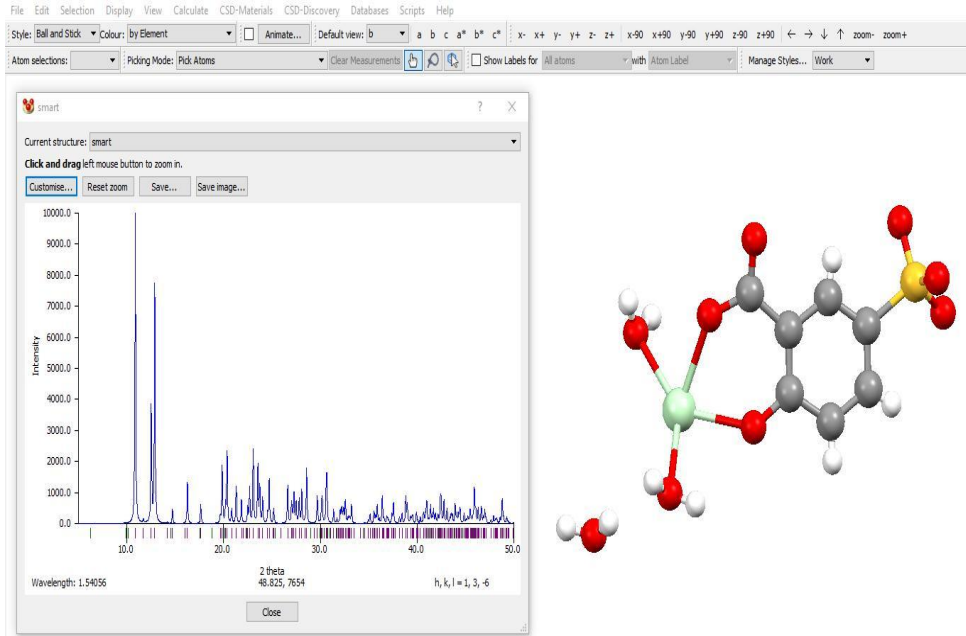 File Edit Selection Display View Calculate CSD-Materials CSD-Discovery Databases Scripts Help
Style: Ball and Stick Colour: by Element Animate... Default view: b a b c a* b* c* x- x+ y- y+ z- z+ x-90 x+90 y-90 y+90 z-90 z+90 ← → ↓ ↑ zoom- zoom+
Atom selections: Picking Mode: Pick Atoms Clear Measurements Show Labels for All atoms with Atom Label Manage Styles... Work
smart ? X
Current structure: smart
Click and drag left mouse button to zoom in.
Customise... Reset zoom Save... Save image...
10000.0
9000.0
8000.0
7000.0
6000.0
5000.0
4000.0
3000.0
2000.0
1000.0
0.0
Intensity
10.0 20.0 30.0 40.0 50.0
2 theta
Wavelength: 1.54056 48.825, 7654 h, k, l = 1, 3, -6
Close